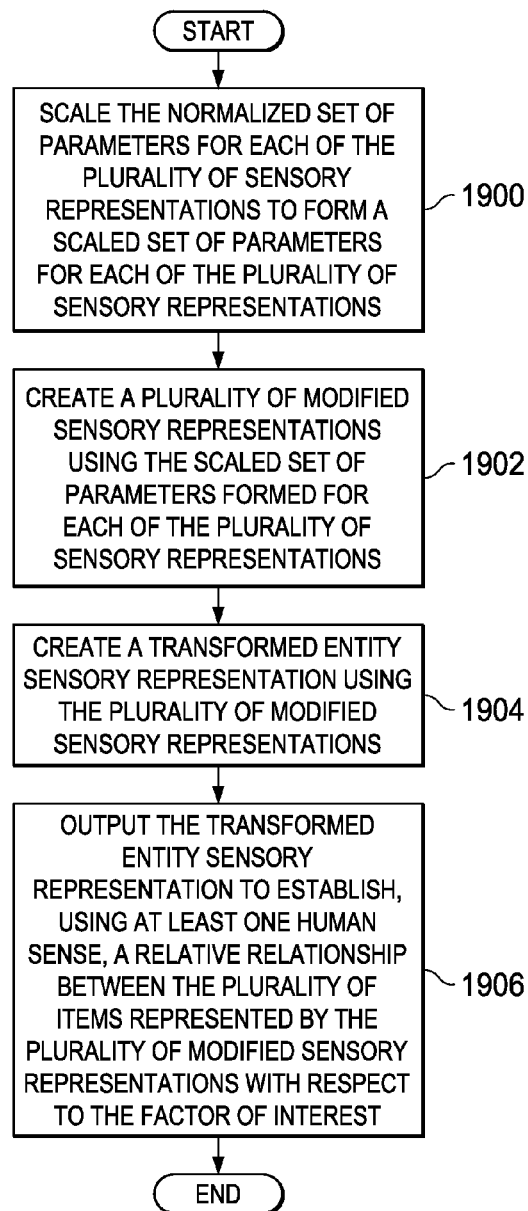 START
SCALE THE NORMALIZED SET OF
PARAMETERS FOR EACH OF THE
PLURALITY OF SENSORY
REPRESENTATIONS TO FORM A
SCALED SET OF PARAMETERS
FOR EACH OF THE PLURALITY OF
SENSORY REPRESENTATIONS
1900
CREATE A PLURALITY OF MODIFIED
SENSORY REPRESENTATIONS
USING THE SCALED SET OF
PARAMETERS FORMED FOR
EACH OF THE PLURALITY OF
SENSORY REPRESENTATIONS
1902
CREATE A TRANSFORMED ENTITY
SENSORY REPRESENTATION USING
THE PLURALITY OF MODIFIED
SENSORY REPRESENTATIONS
1904
OUTPUT THE TRANSFORMED
ENTITY SENSORY
REPRESENTATION TO ESTABLISH,
USING AT LEAST ONE HUMAN
SENSE, A RELATIVE RELATIONSHIP
BETWEEN THE PLURALITY OF
ITEMS REPRESENTED BY THE
PLURALITY OF MODIFIED SENSORY
REPRESENTATIONS WITH RESPECT
TO THE FACTOR OF INTEREST
1906
END